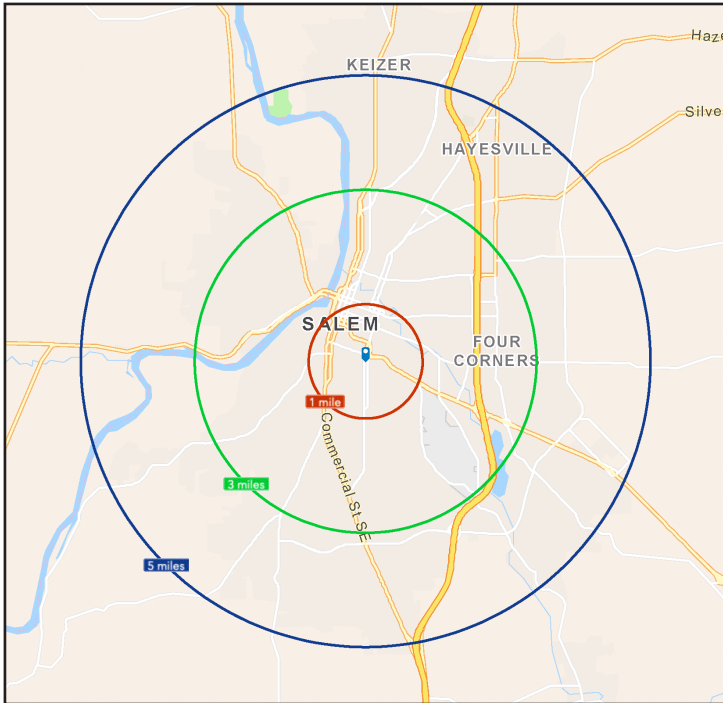 Haze
KEIZER
Silve
HAYESVILLE
SALEM
FOUR
CORNERS
1 mile
Commercial St SE
3 miles
5 miles